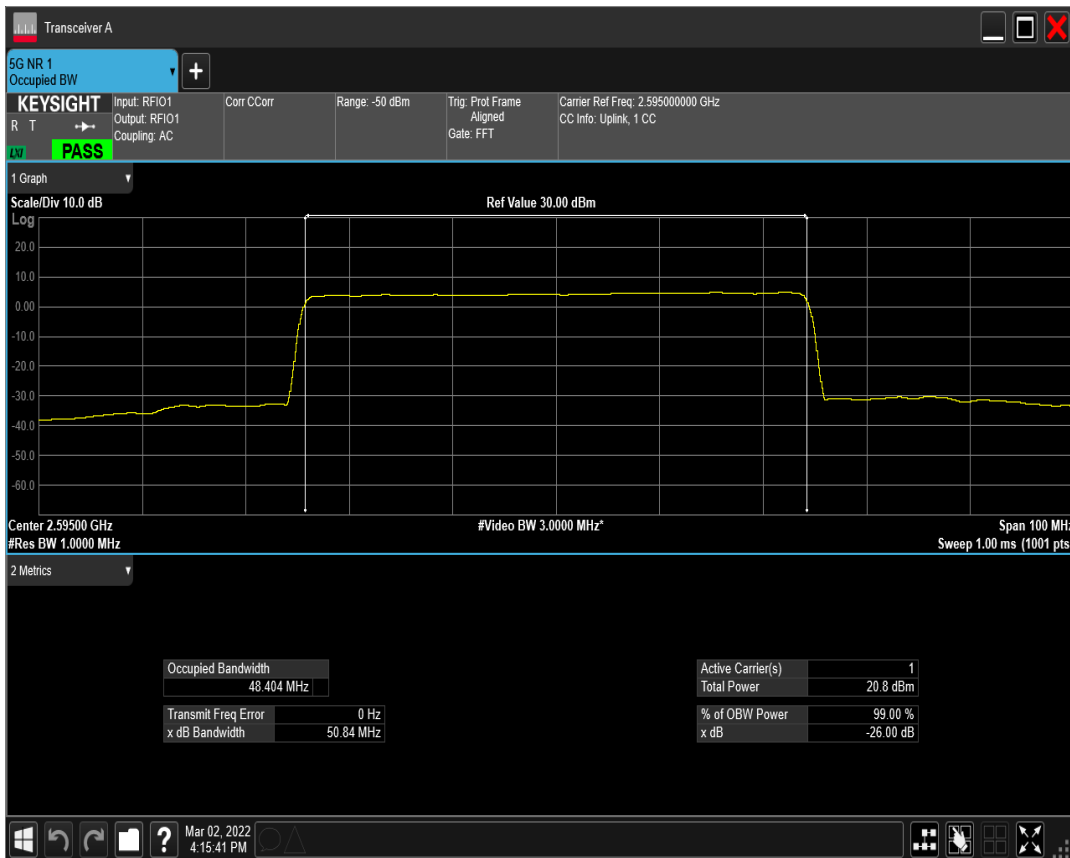 Transceiver A
5G NR 1
Occupied BW
+
KEYSIGHT
R T
LXI
PASS
Input: RFIO1
Output: RFIO1
Coupling: AC
Corr CCorr
Range: -50 dBm
Trig: Prot Frame
Aligned
Gate: FFT
Carrier Ref Freq: 2.595000000 GHz
CC Info: Uplink, 1 CC
1 Graph
Scale/Div 10.0 dB
Ref Value 30.00 dBm
Log
20.0
10.0
0.00
-10.0
-20.0
-30.0
-40.0
-50.0
-60.0
Center 2.59500 GHz
#Video BW 3.0000 MHz*
Span 100 MHz
#Res BW 1.0000 MHz
Sweep 1.00 ms (1001 pts
2 Metrics
Occupied Bandwidth
48.404 MHz
Transmit Freq Error 0 Hz
x dB Bandwidth 50.84 MHz
Active Carrier(s) 1
Total Power 20.8 dBm
% of OBW Power 99.00 %
x dB -26.00 dB
?
Mar 02, 2022
4:15:41 PM